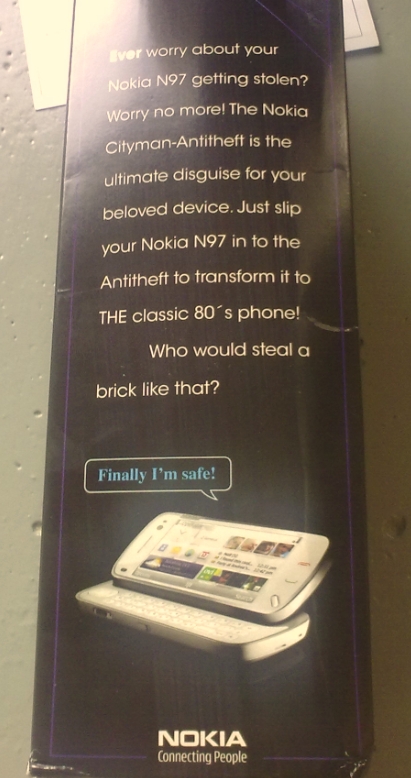 Ever worry about your
Nokia N97 getting stolen?
Worry no more! The Nokia
Cityman-Antitheft is the
ultimate disguise for your
beloved device. Just slip
your Nokia N97 in to the
Antitheft to transform it to
THE classic 80´s phone!
Who would steal a
brick like that?
Finally I'm safe!
NOKIA
Connecting People